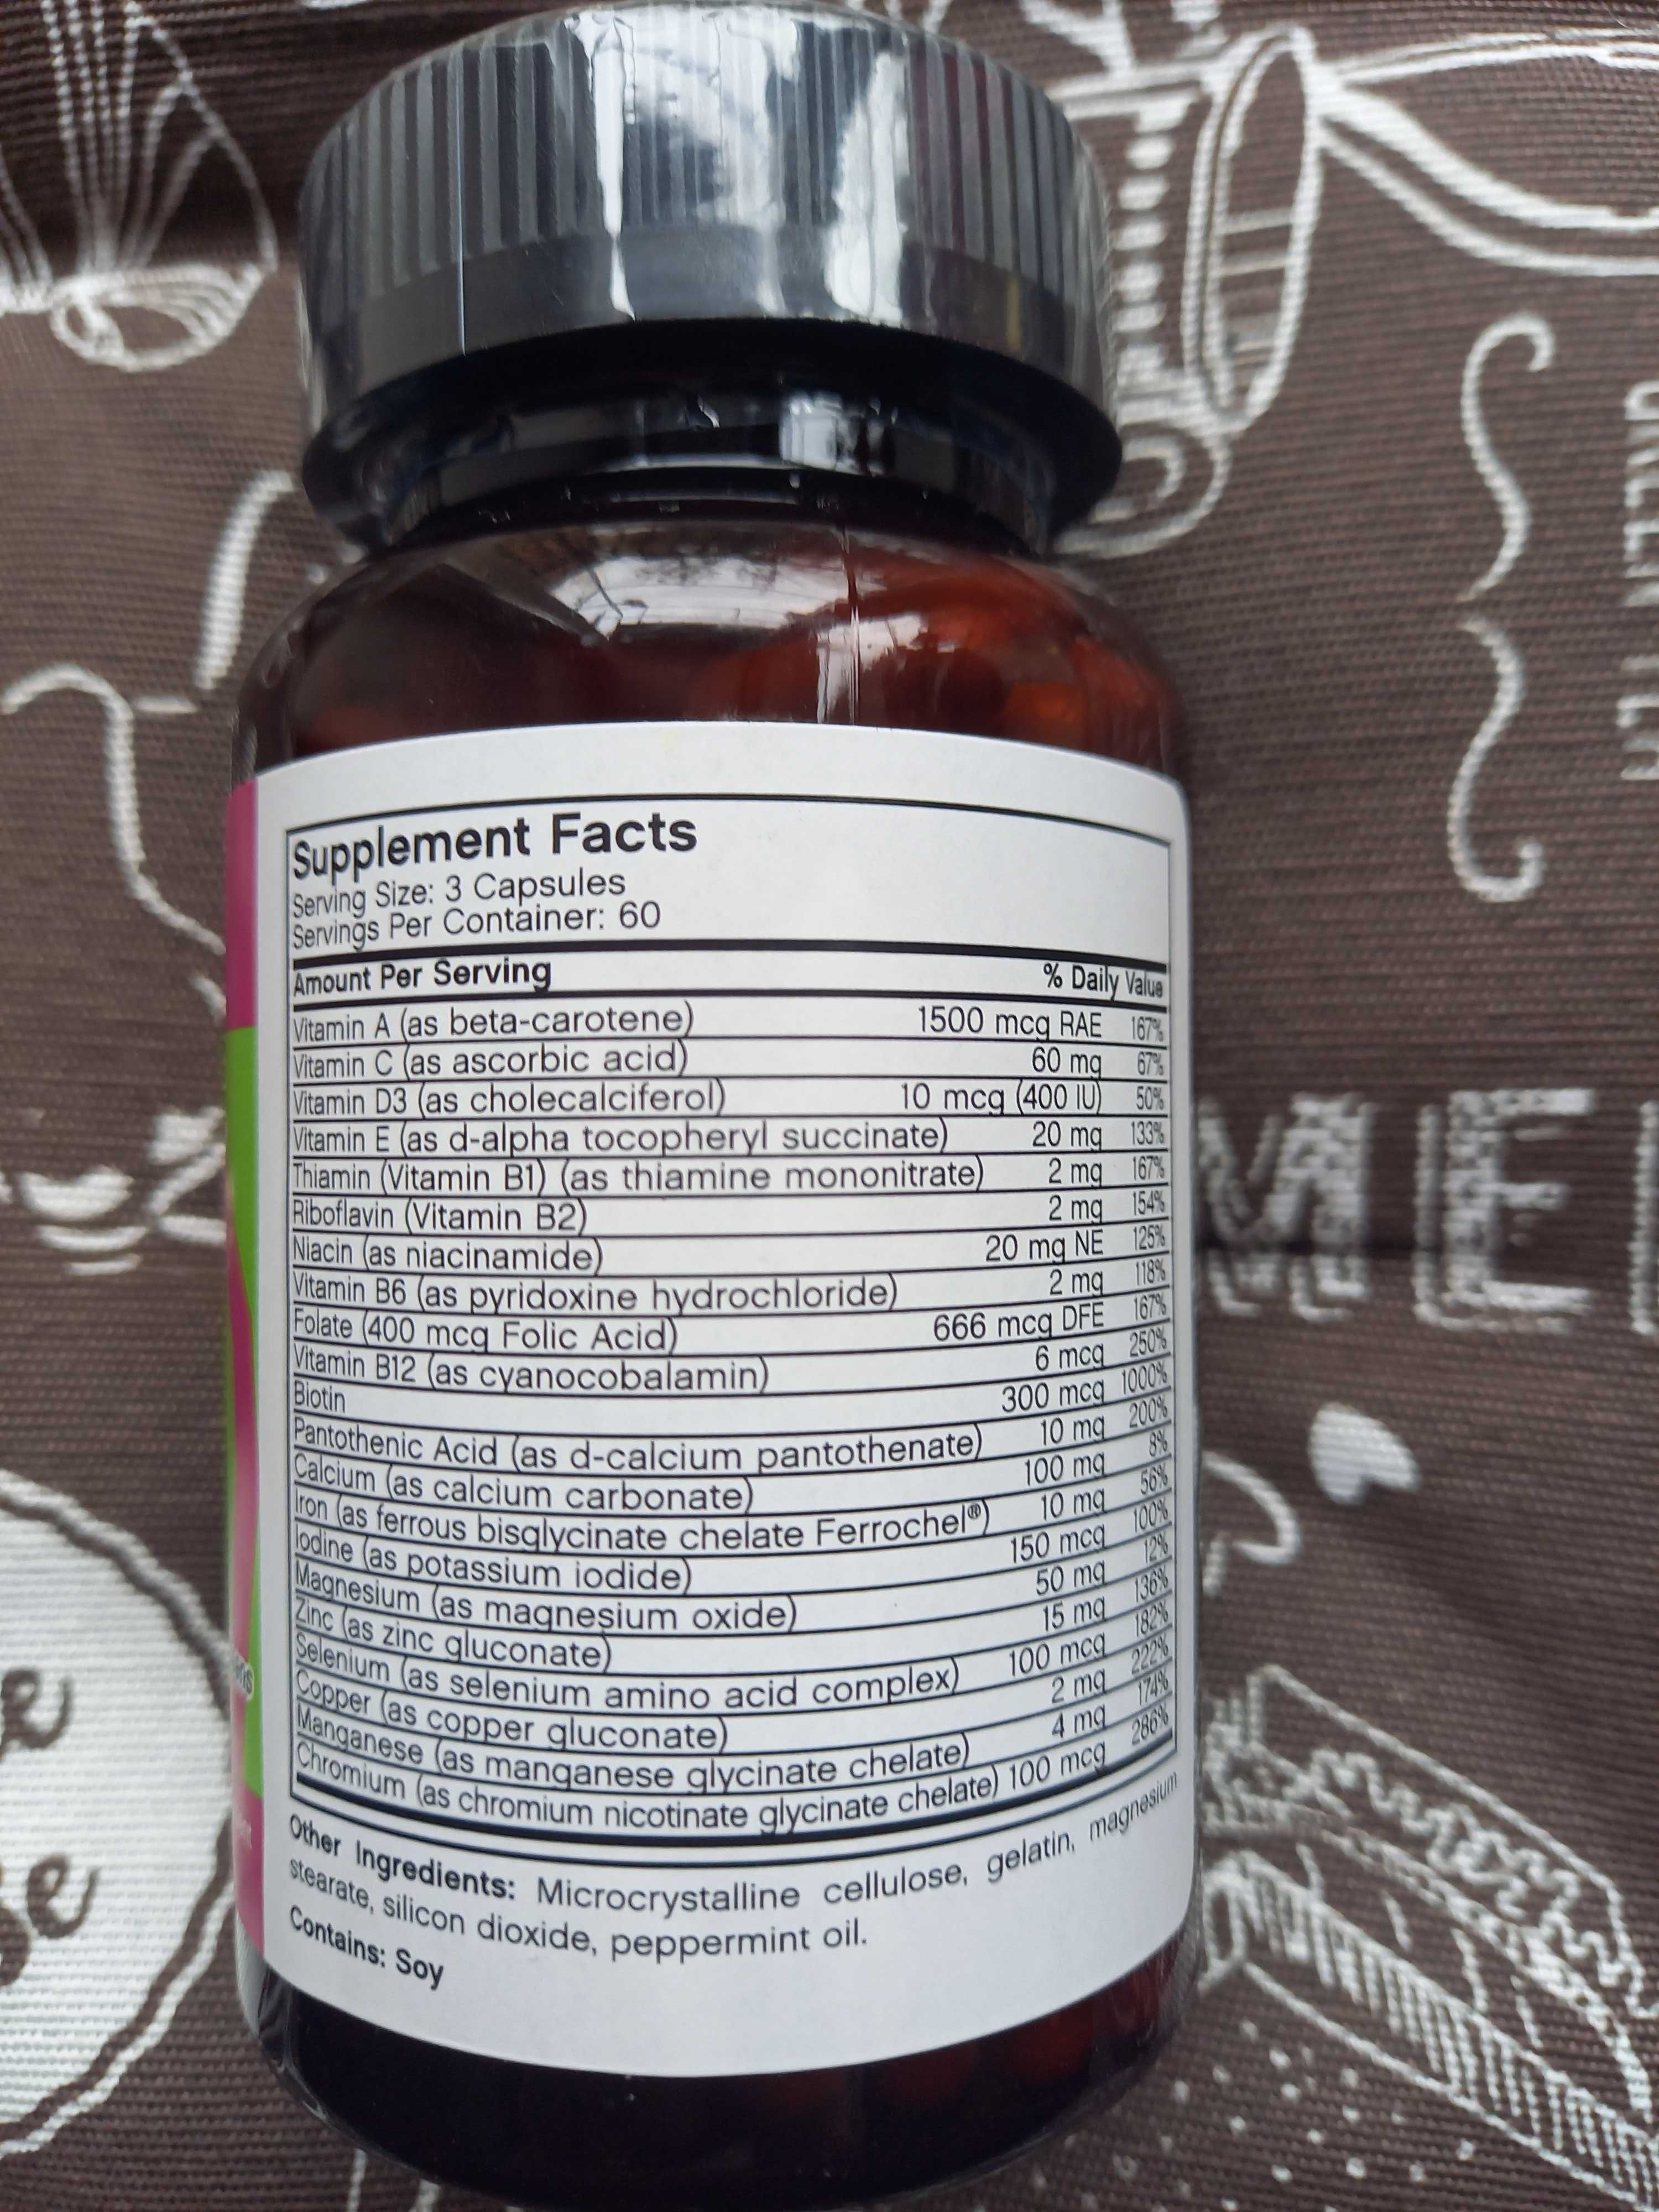 Supplement Facts
Serving Size: 3 Capsules
Servings Per Container: 60
Amount Per Serving % Daily Value
Vitamin A (as beta-carotene) 1500 mcg RAE 167%
Vitamin C (as ascorbic acid) 60 mg 67%
Vitamin D3 (as cholecalciferol) 10 mcg (400 IU) 50%
Vitamin E (as d-alpha tocopheryl succinate) 20 mg 133%
Thiamin (Vitamin B1) (as thiamine mononitrate) 2 mg 167%
Riboflavin (Vitamin B2) 2 mg 154%
Niacin (as niacinamide) 20 mg NE 125%
Vitamin B6 (as pyridoxine hydrochloride) 2 mg 118%
Folate (400 mcg Folic Acid) 666 mcg DFE 167%
Vitamin B12 (as cyanocobalamin) 6 mcg 250%
Biotin 300 mcg 1000%
Pantothenic Acid (as d-calcium pantothenate) 10 mg 200%
Calcium (as calcium carbonate) 100 mg 8%
Iron (as ferrous bisglycinate chelate Ferrochel®) 10 mg 56%
Iodine (as potassium iodide) 150 mcg 100%
Magnesium (as magnesium oxide) 50 mg 12%
Zinc (as zinc gluconate) 15 mg 136%
Selenium (as selenium amino acid complex) 100 mcg 182%
Copper (as copper gluconate) 2 mg 222%
Manganese (as manganese glycinate chelate) 4 mg 174%
Chromium (as chromium nicotinate glycinate chelate) 100 mcg 286%
Other Ingredients: Microcrystalline cellulose, gelatin, magnesium
stearate, silicon dioxide, peppermint oil.
Contains: Soy